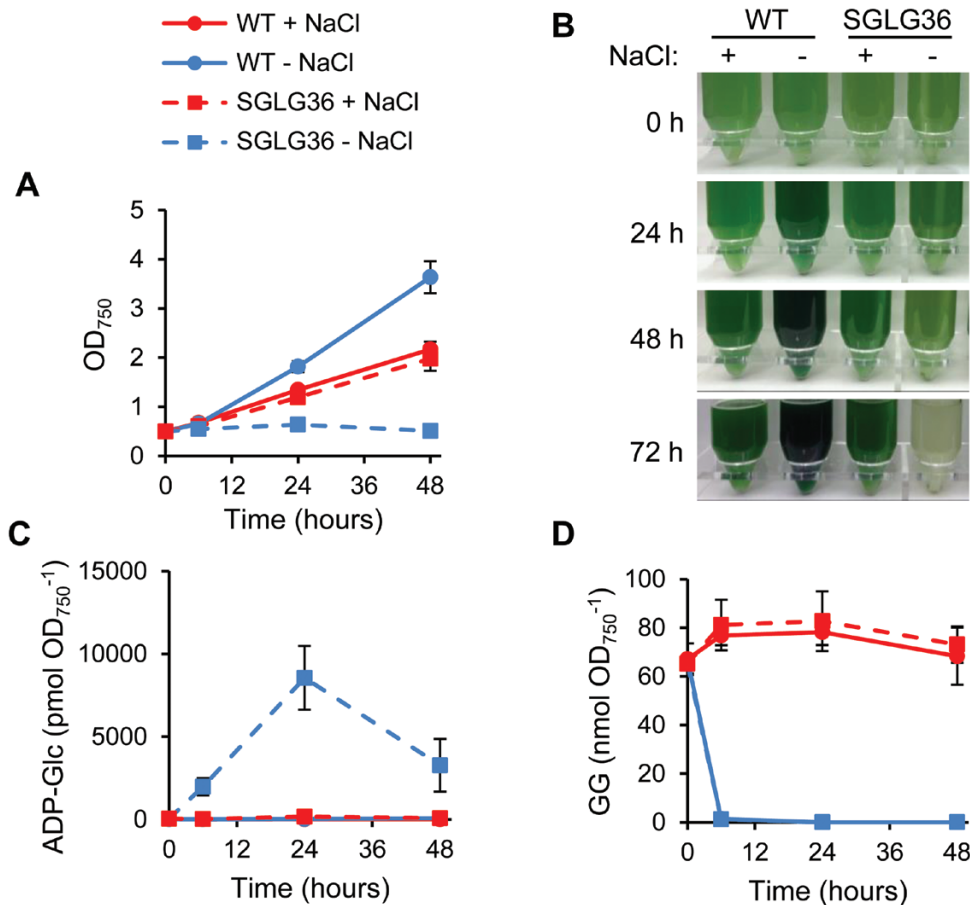 WT + NaCl
WT - NaCl
SGLG36 + NaCl
SGLG36 - NaCl
A
5
4
3
2
1
0
OD750
0 12 24 36 48
Time (hours)
B
WT SGLG36
NaCl: + - + -
0 h
24 h
48 h
72 h
C
15000
10000
5000
0
ADP-Glc (pmol OD750-1)
0 12 24 36 48
Time (hours)
D
100
80
60
40
20
0
GG (nmol OD750-1)
0 12 24 36 48
Time (hours)